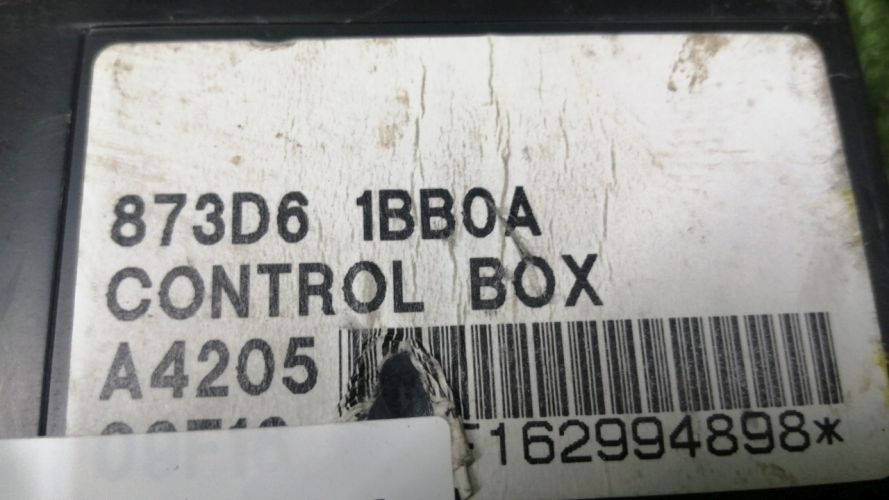 873D6 1BB0A
CONTROL BOX
A4205
F162994898*